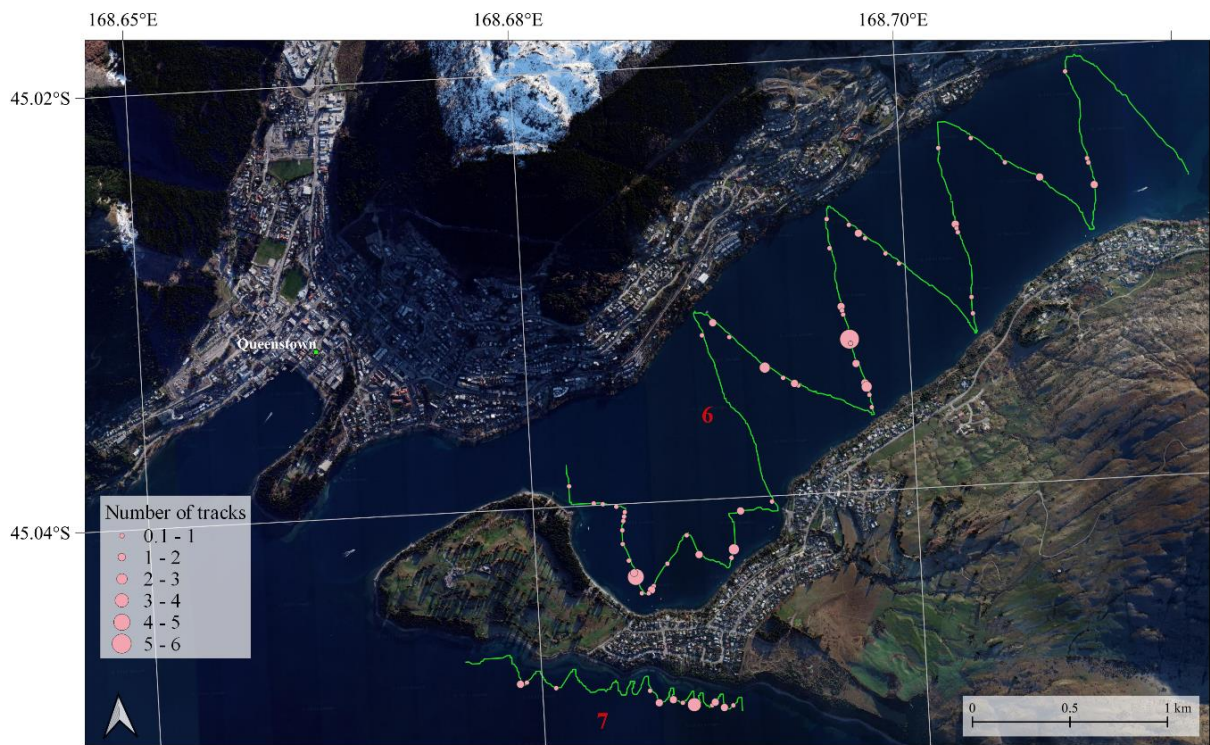 168.65°E 168.68°E 168.70°E
45.02°S
Queenstown
6
45.04°S
Number of tracks
0.1 - 1
1 - 2
2 - 3
3 - 4
4 - 5
5 - 6
7
0 0.5 1 km